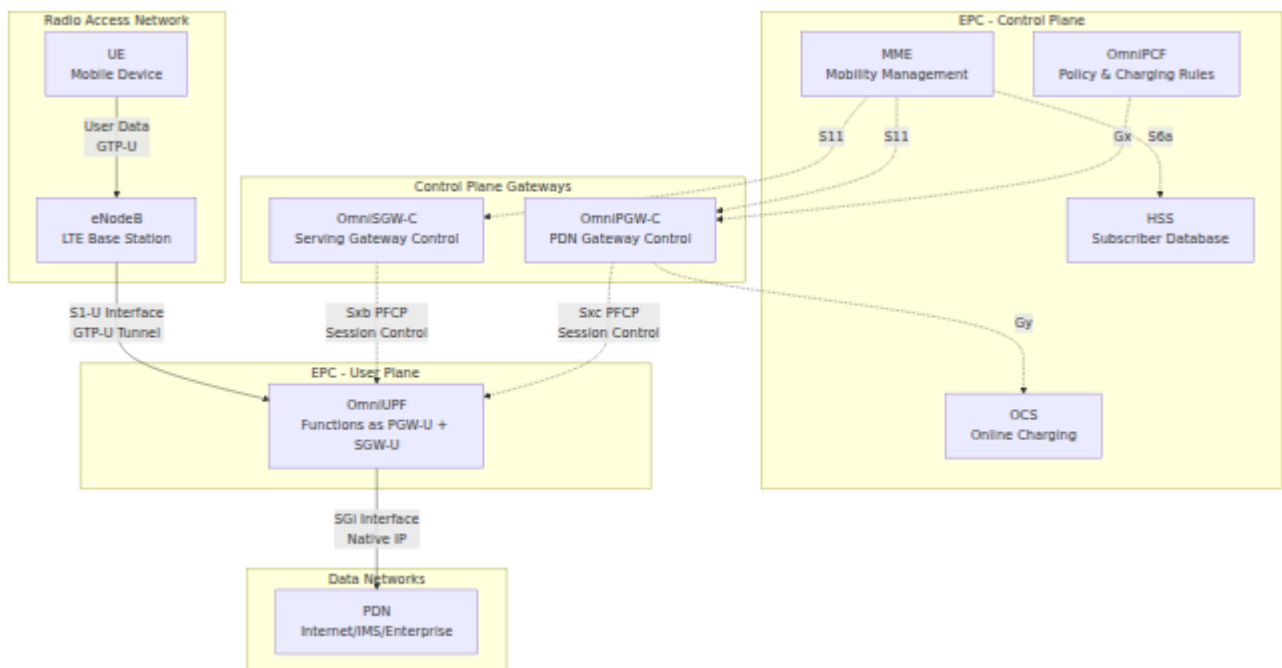 Radio Access Network
UE
Mobile Device
User Data
GTP-U
eNodeB
LTE Base Station
EPC - Control Plane
MME
Mobility Management
OmniPCF
Policy & Charging Rules
S11
S11
Gx
S6a
Control Plane Gateways
OmniSGW-C
Serving Gateway Control
OmniPGW-C
PDN Gateway Control
HSS
Subscriber Database
S1-U Interface
GTP-U Tunnel
Sxb PFCP
Session Control
Sxc PFCP
Session Control
Gy
EPC - User Plane
OmniUPF
Functions as PGW-U +
SGW-U
OCS
Online Charging
SGi Interface
Native IP
Data Networks
PDN
Internet/IMS/Enterprise